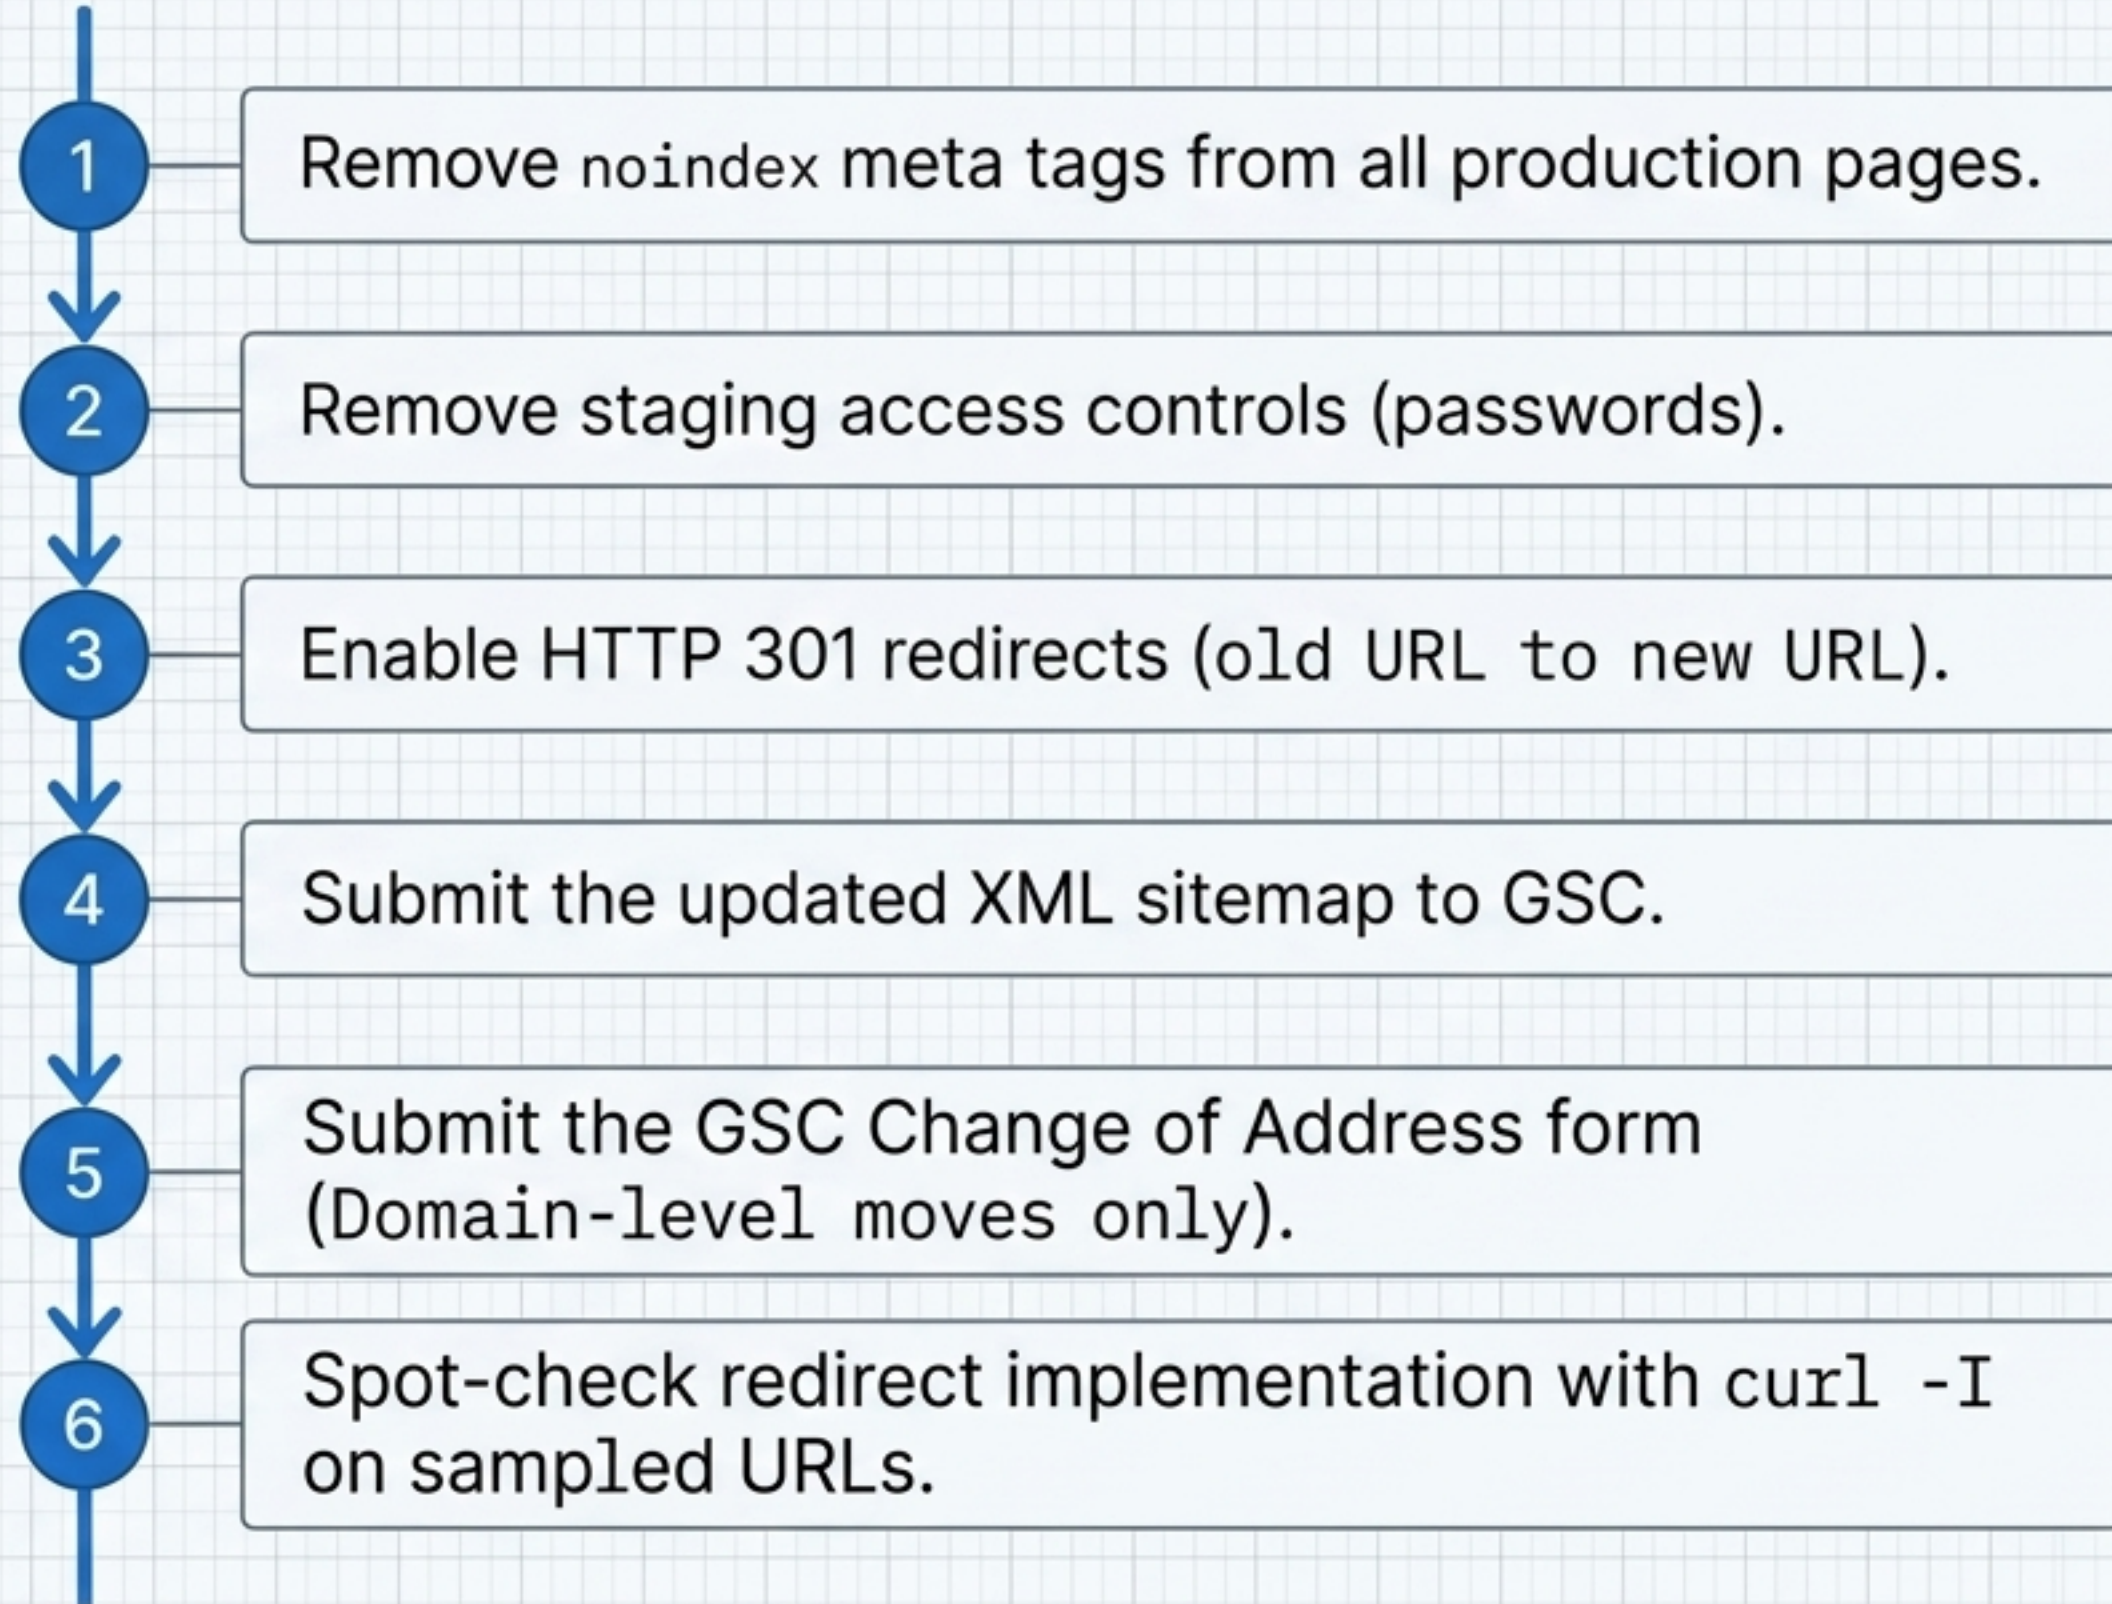 1
Remove noindex meta tags from all production pages.
2
Remove staging access controls (passwords).
3
Enable HTTP 301 redirects (old URL to new URL).
4
Submit the updated XML sitemap to GSC.
5
Submit the GSC Change of Address form
(Domain-level moves only).
6
Spot-check redirect implementation with curl -I
on sampled URLs.